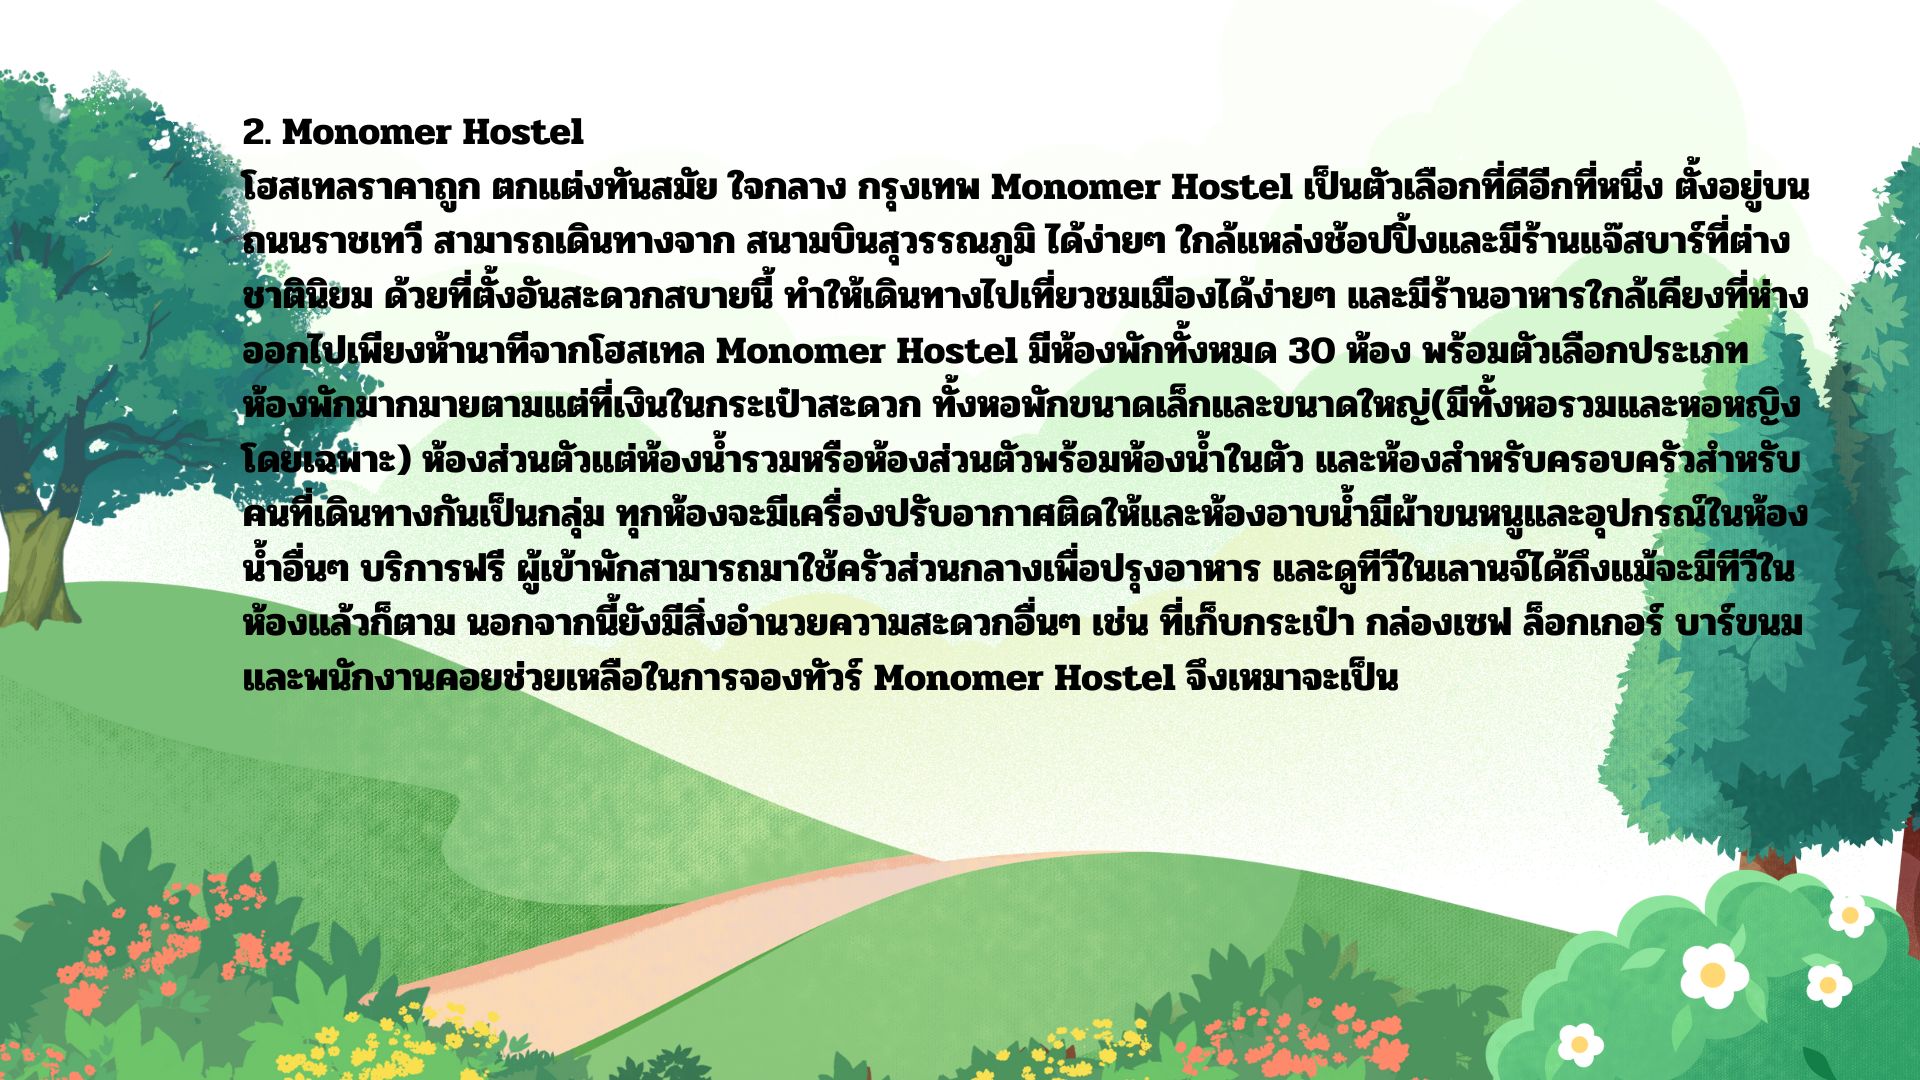 2. Monomer Hostel
โฮสเทลราคาถูก ตกแต่งทันสมัย ใจกลาง กรุงเทพ Monomer Hostel เป็นตัวเลือกที่ดีอีกที่หนึ่ง ตั้งอยู่บน
ถนนราชเทวี สามารถเดินทางจาก สนามบินสุวรรณภูมิ ได้ง่ายๆ ใกล้แหล่งช้อปปิ้งและมีร้านแจ๊สบาร์ที่ต่าง
ชาตินิยม ด้วยที่ตั้งอันสะดวกสบายนี้ ทำให้เดินทางไปเที่ยวชมเมืองได้ง่ายๆ และมีร้านอาหารใกล้เคียงที่ห่าง
ออกไปเพียงห้านาทีจากโฮสเทล Monomer Hostel มีห้องพักทั้งหมด 30 ห้อง พร้อมตัวเลือกประเภท
ห้องพักมากมายตามแต่ที่เงินในกระเป๋าสะดวก ทั้งหอพักขนาดเล็กและขนาดใหญ่(มีทั้งหอรวมและหอหญิง
โดยเฉพาะ) ห้องส่วนตัวแต่ห้องน้ำรวมหรือห้องส่วนตัวพร้อมห้องน้ำในตัว และห้องสำหรับครอบครัวสำหรับ
คนที่เดินทางกันเป็นกลุ่ม ทุกห้องจะมีเครื่องปรับอากาศติดให้และห้องอาบน้ำมีผ้าขนหนูและอุปกรณ์ในห้อง
น้ำอื่นๆ บริการฟรี ผู้เข้าพักสามารถมาใช้ครัวส่วนกลางเพื่อปรุงอาหาร และดูทีวีในเลานจ์ได้ถึงแม้จะมีทีวีใน
ห้องแล้วก็ตาม นอกจากนี้ยังมีสิ่งอำนวยความสะดวกอื่นๆ เช่น ที่เก็บกระเป๋า กล่องเซฟ ล็อกเกอร์ บาร์ขนม
และพนักงานคอยช่วยเหลือในการจองทัวร์ Monomer Hostel จึงเหมาจะเป็น